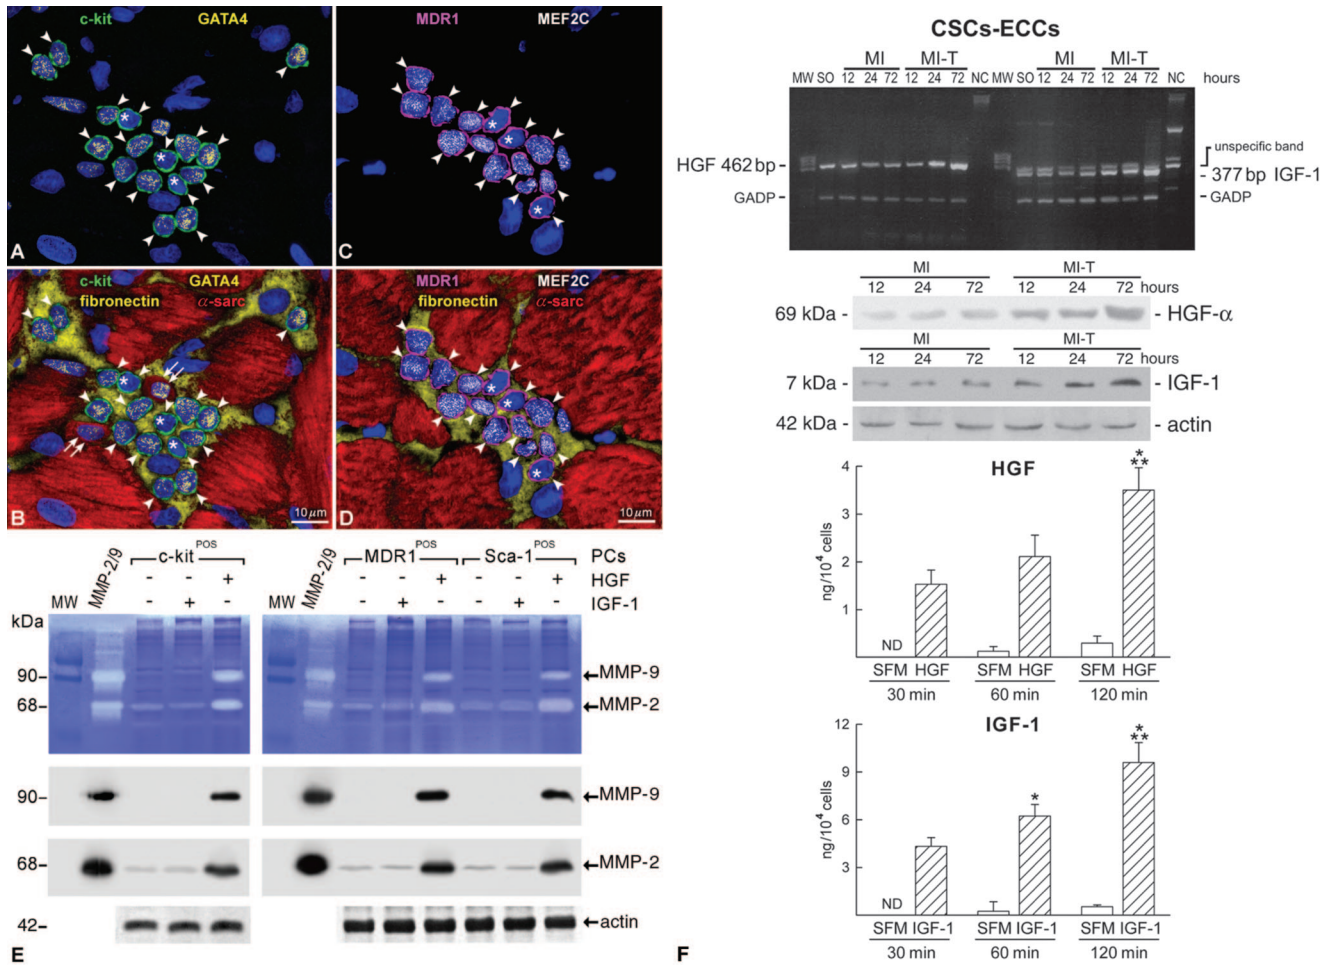 c-kit GATA4
A
MDR1 MEF2C
C
c-kit GATA4
fibronectin α-sarc
B 10 μm
MDR1 MEF2C
fibronectin α-sarc
D 10 μm
MW MMP-2/9 c-kit POS MW MMP-2/9 MDR1 POS Sca-1 POS PCs
- - + - - + - - + HGF
- + - - + - - + - IGF-1
kDa
90 MMP-9
68 MMP-2
90 MMP-9
68 MMP-2
42 actin
E
CSCs-ECCs
MI MI-T MI MI-T
MW SO 12 24 72 12 24 72 NC MW SO 12 24 72 12 24 72 NC hours
unspecific band
HGF 462 bp 377 bp IGF-1
GADP GADP
MI MI-T
12 24 72 12 24 72 hours
69 kDa HGF-α
MI MI-T
12 24 72 12 24 72 hours
7 kDa IGF-1
42 kDa actin
HGF
ng/10⁴ cells
4
3
2
1
*
**
ND
SFM HGF SFM HGF SFM HGF
30 min 60 min 120 min
IGF-1
ng/10⁴ cells
12
9
6
3
*
*
**
ND
SFM IGF-1 SFM IGF-1 SFM IGF-1
30 min 60 min 120 min
F